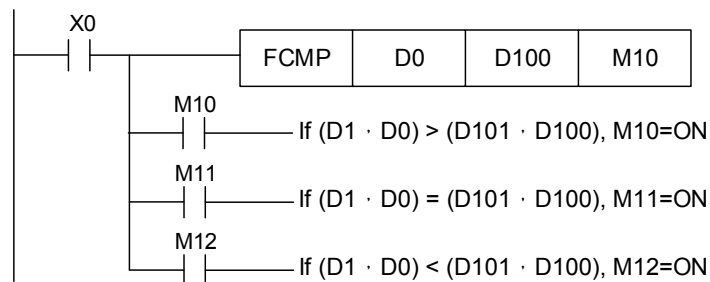 X0
FCMP D0 D100 M10
M10
If (D1 · D0) > (D101 · D100), M10=ON
M11
If (D1 · D0) = (D101 · D100), M11=ON
M12
If (D1 · D0) < (D101 · D100), M12=ON